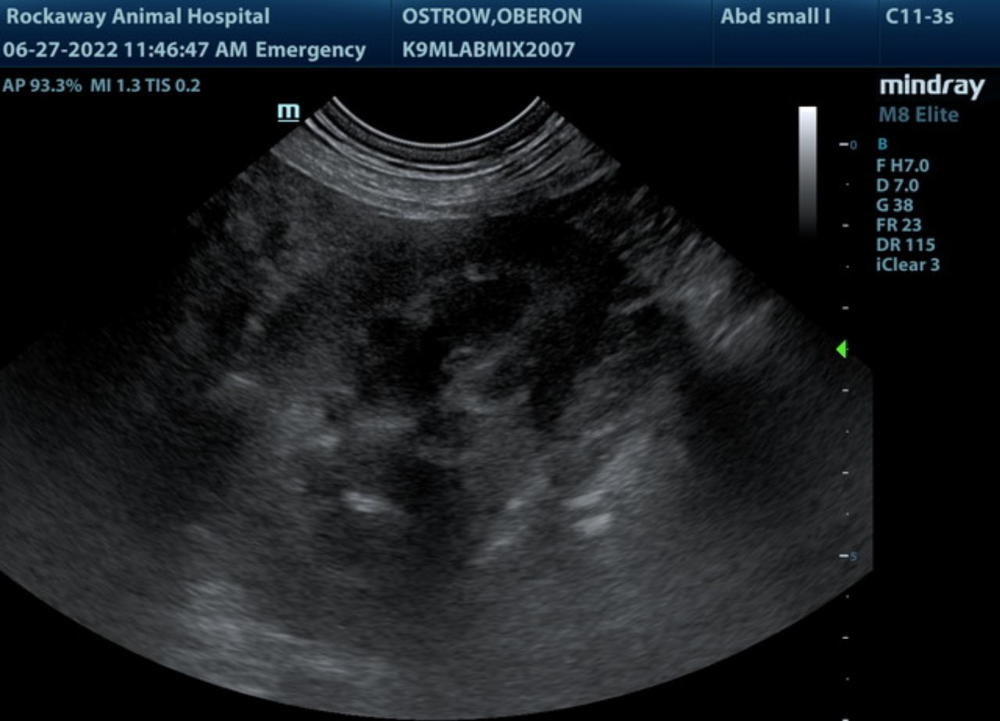 Rockaway Animal Hospital
OSTROW,OBERON
Abd small I
C11-3s
06-27-2022 11:46:47 AM Emergency
K9MLABMIX2007
AP 93.3% MI 1.3 TIS 0.2
mindray
m
M8 Elite
B
F H7.0
D 7.0
G 38
FR 23
DR 115
iClear 3
0
5